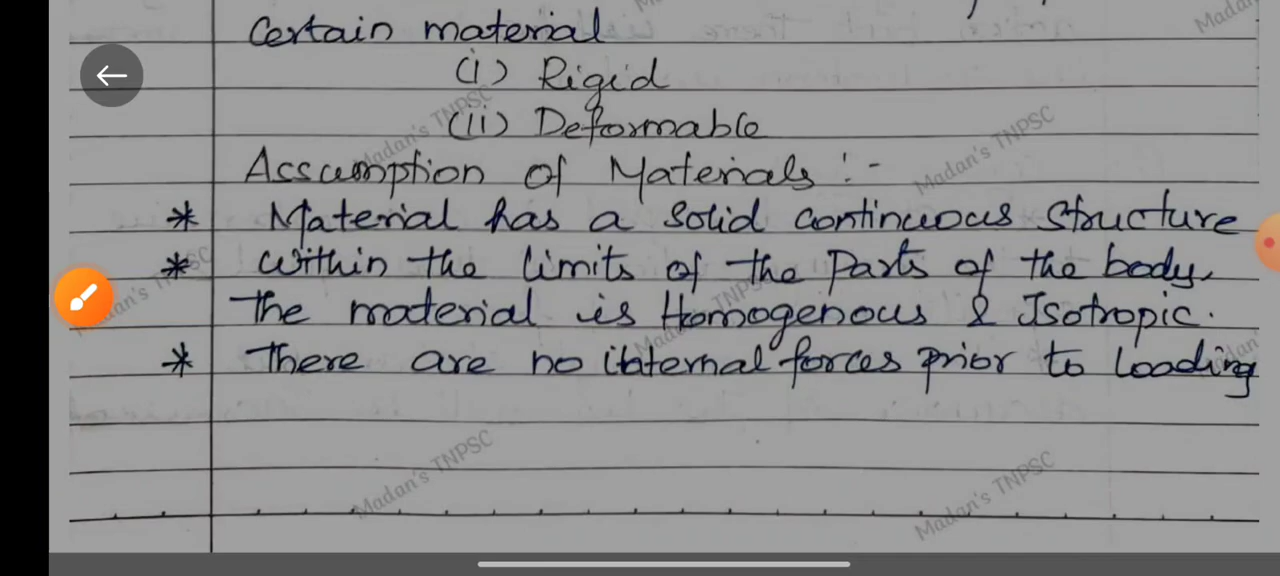 Certain material
(i) Rigid
(ii) Deformable
Assumption of Materials :-
* Material has a solid continuous structure
* within the limits of the parts of the body,
the material is Homogenous & Isotropic.
* There are no internal forces prior to loading
Madan's TNPSC
Madan's TNPSC
Madan's TNPSC
Madan's TNPSC
Madan's TNPSC
Madan's TNPSC